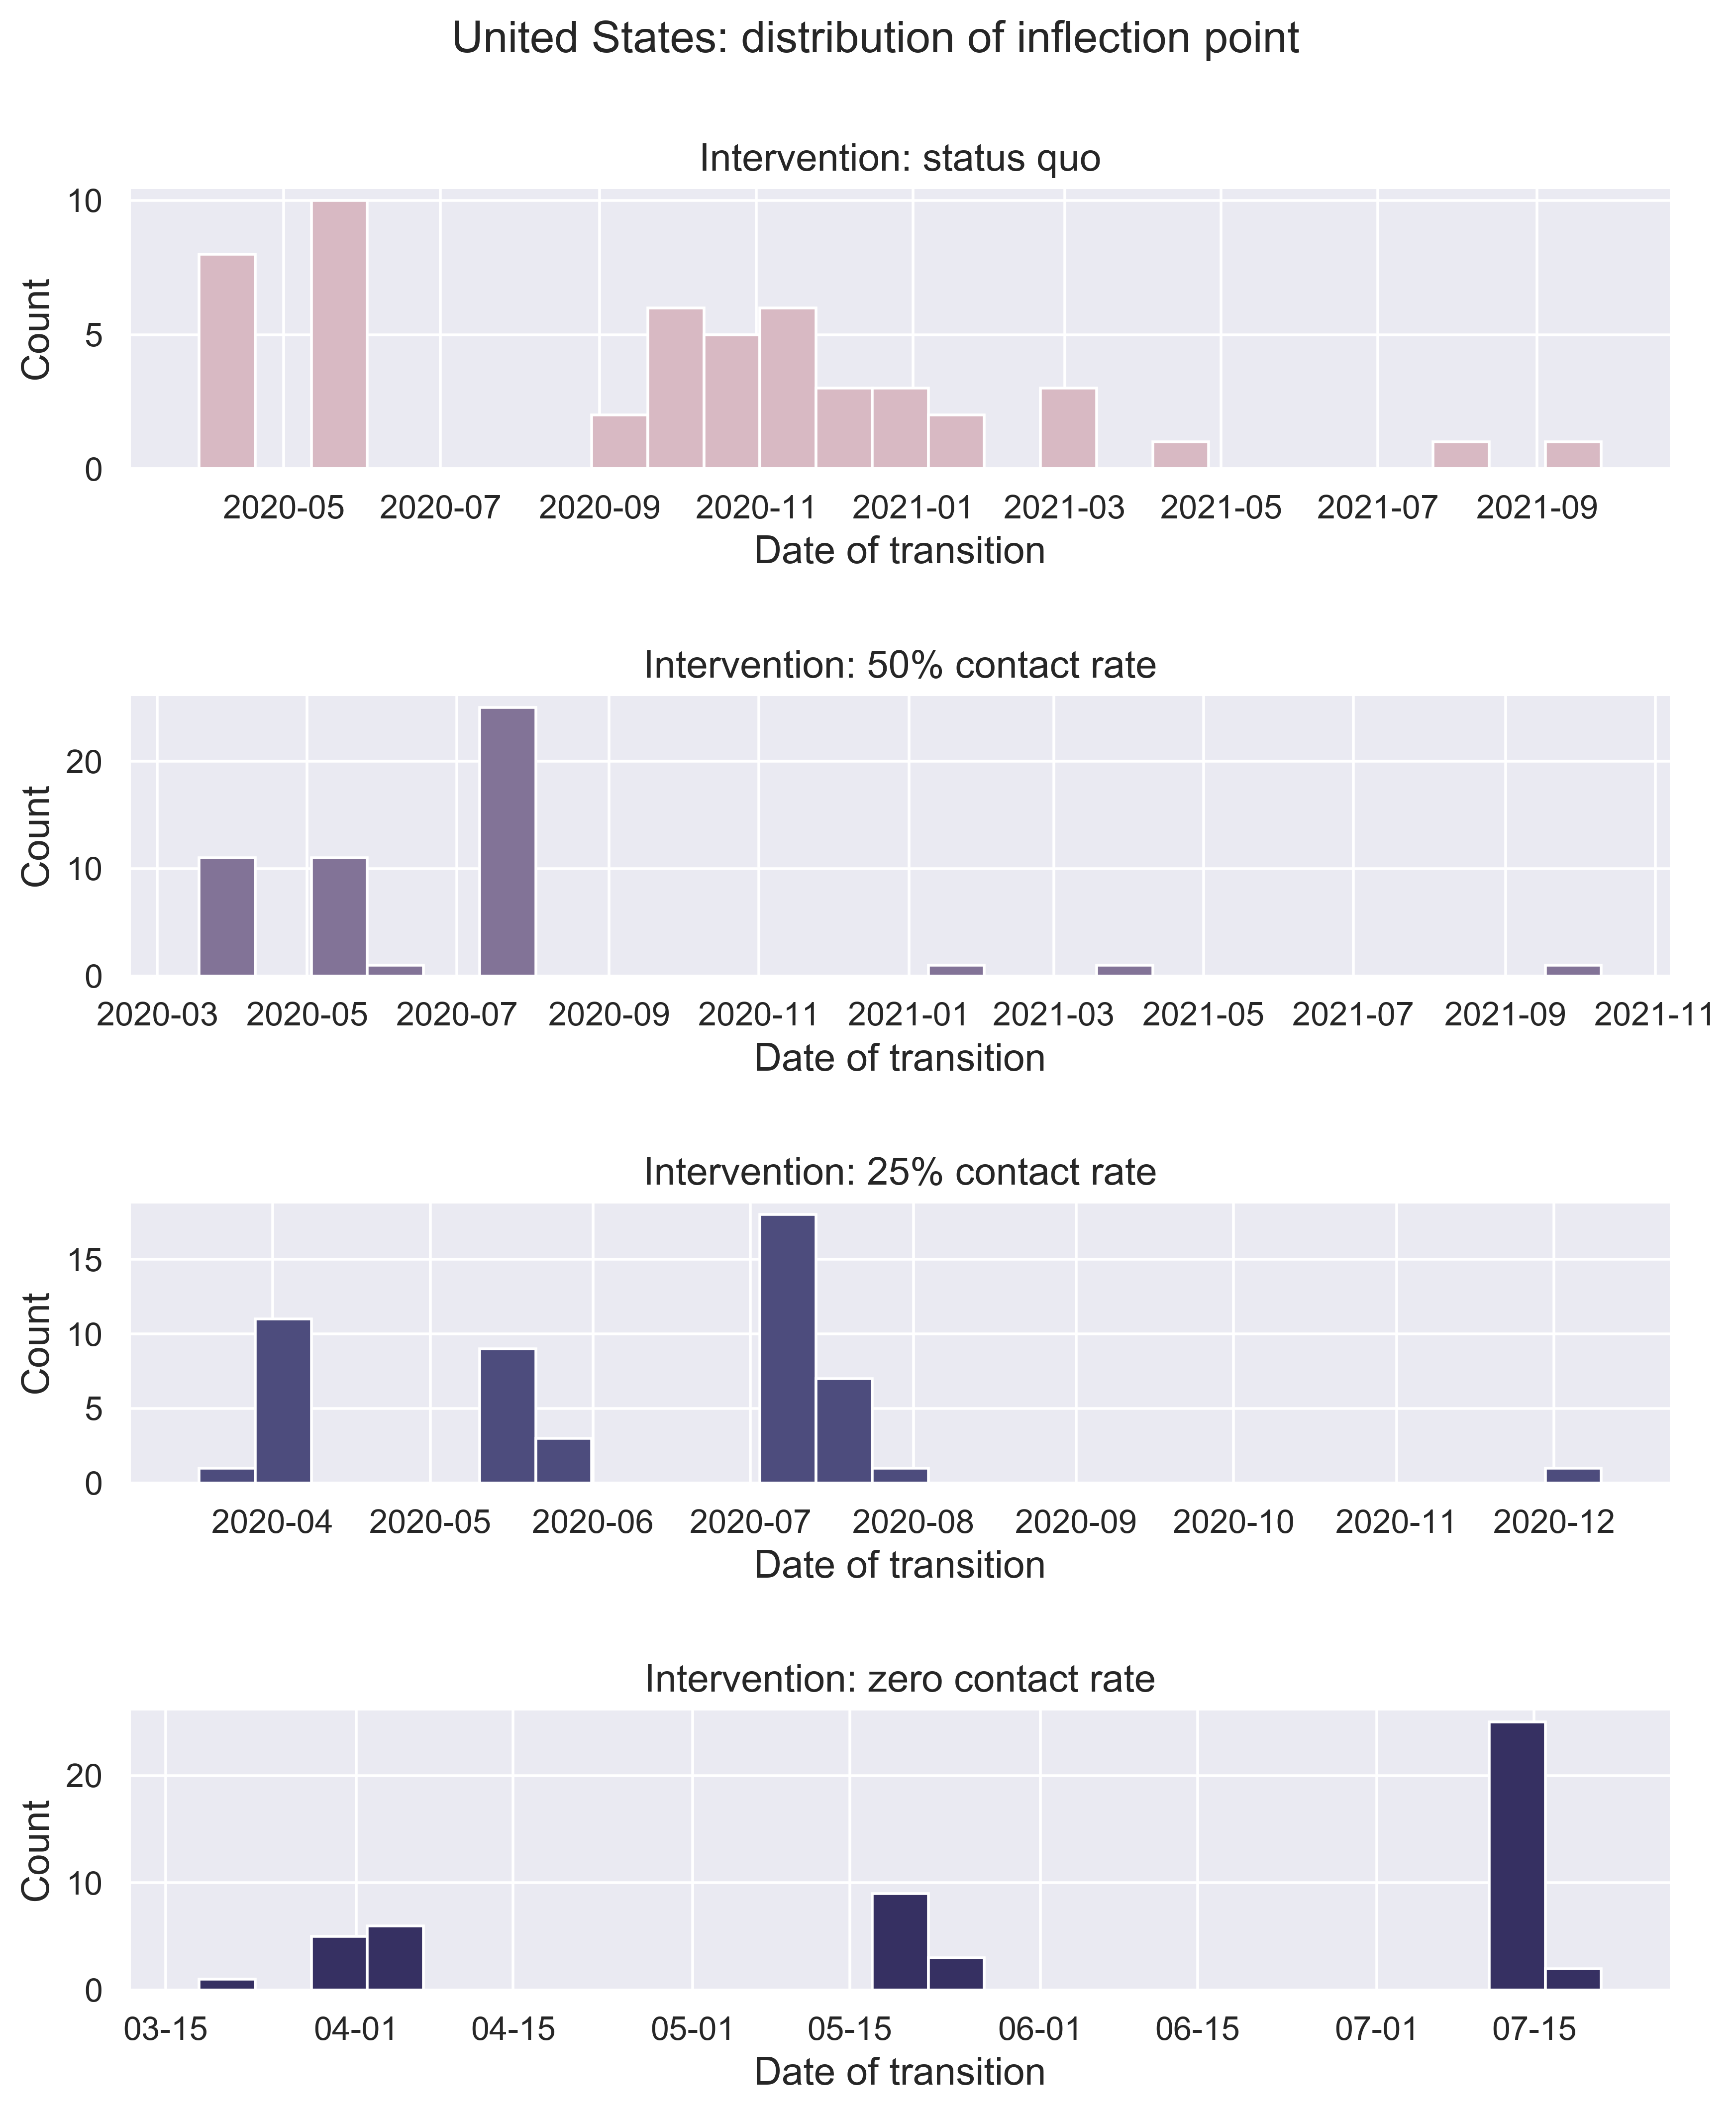 United States: distribution of inflection point
Intervention: status quo
Count
10
5
0
2020-05 2020-07 2020-09 2020-11 2021-01 2021-03 2021-05 2021-07 2021-09
Date of transition
Intervention: 50% contact rate
Count
20
10
0
2020-03 2020-05 2020-07 2020-09 2020-11 2021-01 2021-03 2021-05 2021-07 2021-09 2021-11
Date of transition
Intervention: 25% contact rate
Count
15
10
5
0
2020-04 2020-05 2020-06 2020-07 2020-08 2020-09 2020-10 2020-11 2020-12
Date of transition
Intervention: zero contact rate
Count
20
10
0
03-15 04-01 04-15 05-01 05-15 06-01 06-15 07-01 07-15
Date of transition